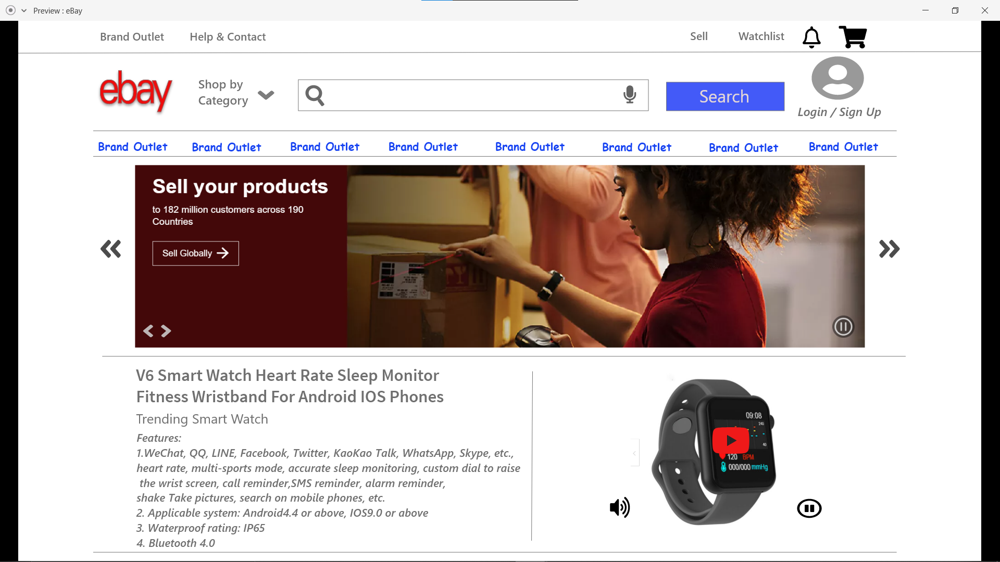 Preview : eBay
Brand Outlet
Help & Contact
Sell
Watchlist
ebay
Shop by
Category
Search
Login / Sign Up
Brand Outlet
Brand Outlet
Brand Outlet
Brand Outlet
Brand Outlet
Brand Outlet
Brand Outlet
Brand Outlet
Sell your products
to 182 million customers across 190
Countries
Sell Globally
V6 Smart Watch Heart Rate Sleep Monitor
Fitness Wristband For Android IOS Phones
Trending Smart Watch
Features:
1.WeChat, QQ, LINE, Facebook, Twitter, KaoKao Talk, WhatsApp, Skype, etc.,
heart rate, multi-sports mode, accurate sleep monitoring, custom dial to raise
the wrist screen, call reminder,SMS reminder, alarm reminder,
shake Take pictures, search on mobile phones, etc.
2. Applicable system: Android4.4 or above, IOS9.0 or above
3. Waterproof rating: IP65
4. Bluetooth 4.0
09:08
240
40
120 BPM
000/000 mmHg